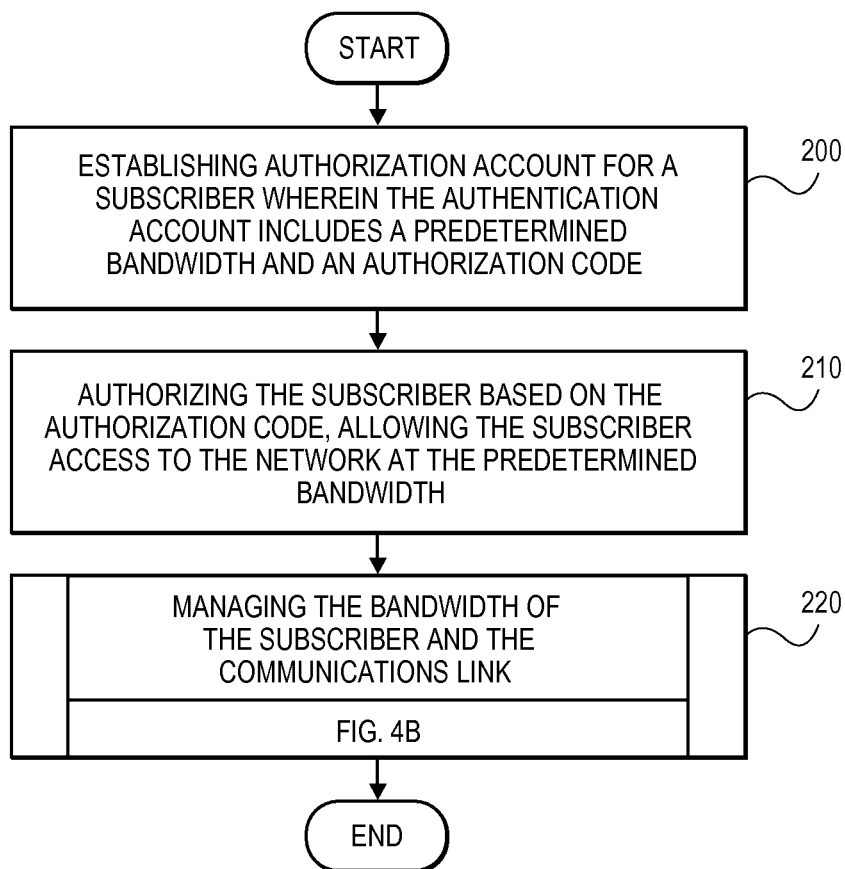 START
ESTABLISHING AUTHORIZATION ACCOUNT FOR A
SUBSCRIBER WHEREIN THE AUTHENTICATION
ACCOUNT INCLUDES A PREDETERMINED
BANDWIDTH AND AN AUTHORIZATION CODE
200
AUTHORIZING THE SUBSCRIBER BASED ON THE
AUTHORIZATION CODE, ALLOWING THE SUBSCRIBER
ACCESS TO THE NETWORK AT THE PREDETERMINED
BANDWIDTH
210
MANAGING THE BANDWIDTH OF
THE SUBSCRIBER AND THE
COMMUNICATIONS LINK
220
FIG. 4B
END